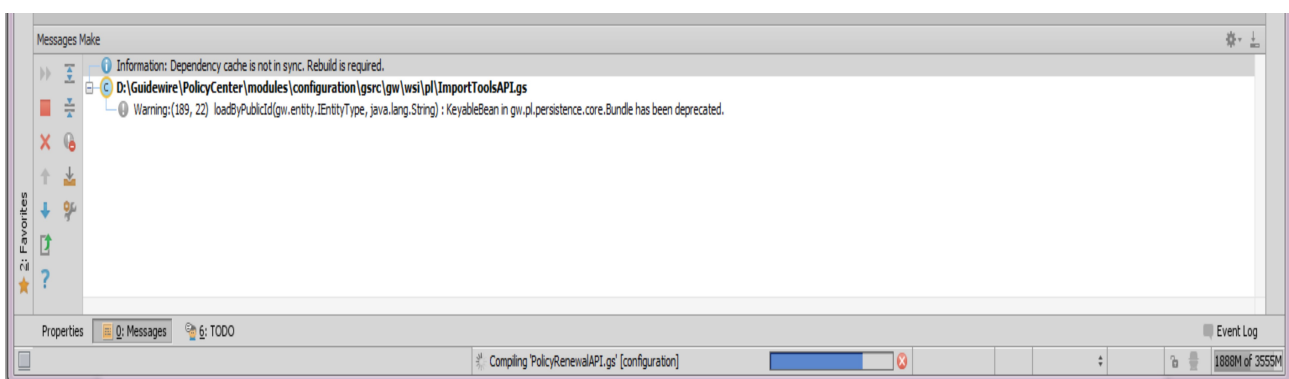 Messages Make
Information: Dependency cache is not in sync. Rebuild is required.
D:\Guidewire\PolicyCenter\modules\configuration\gsrc\gw\wsi\pl\ImportToolsAPI.gs
Warning:(189, 22) loadByPublicId(gw.entity.IEntityType, java.lang.String) : KeyableBean in gw.pl.persistence.core.Bundle has been deprecated.
2: Favorites
Properties 0: Messages 6: TODO Event Log
Compiling 'PolicyRenewalAPI.gs' [configuration] 1888M of 3555M